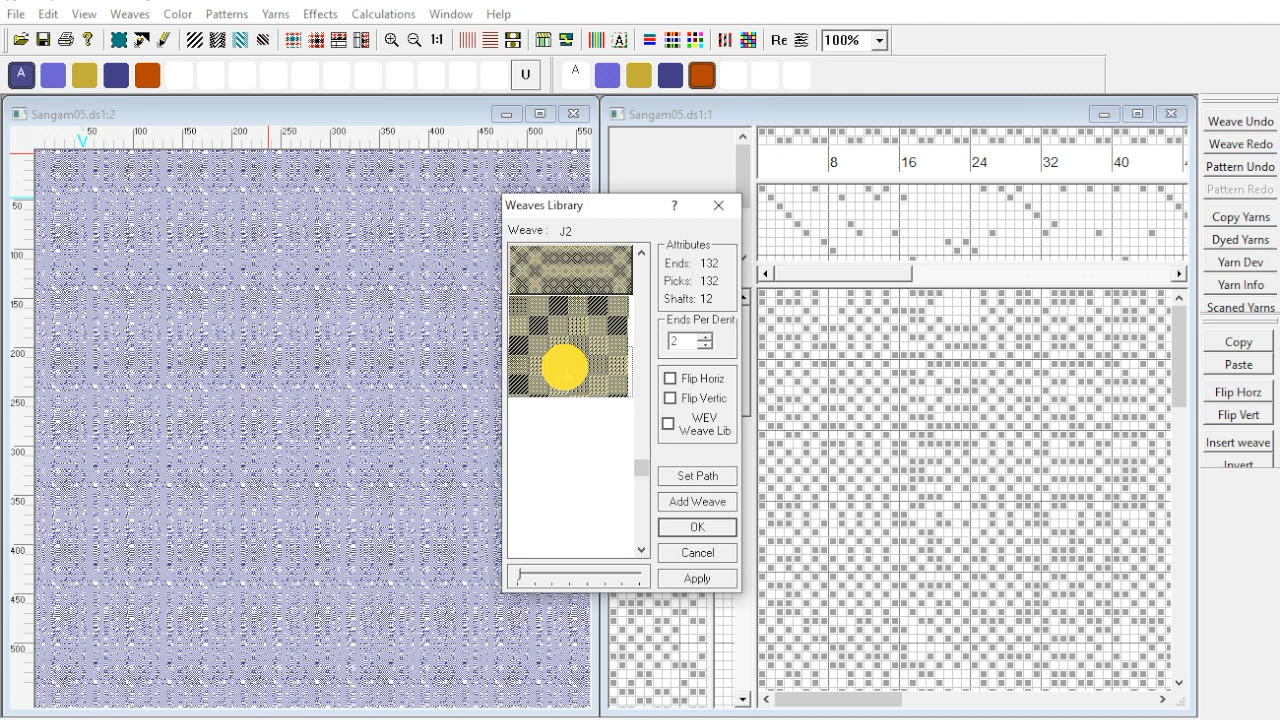 File Edit View Weaves Color Patterns Yarns Effects Calculations Window Help
1:1 A Re 100%
A U A
Sangam05.ds1:2
50 100 150 200 250 300 350 400 450 500 550
50
100
150
200
250
300
350
400
450
500
Sangam05.ds1:1
8 16 24 32 40
Weaves Library ?
Weave : J2
Attributes
Ends: 132
Picks: 132
Shafts: 12
Ends Per Dent
2
Flip Horiz
Flip Vertic
WEV
Weave Lib
Set Path
Add Weave
OK
Cancel
Apply
Weave Undo
Weave Redo
Pattern Undo
Pattern Redo
Copy Yarns
Dyed Yarns
Yarn Dev
Yarn Info
Scaned Yarns
Copy
Paste
Flip Horz
Flip Vert
Insert weave
Invert